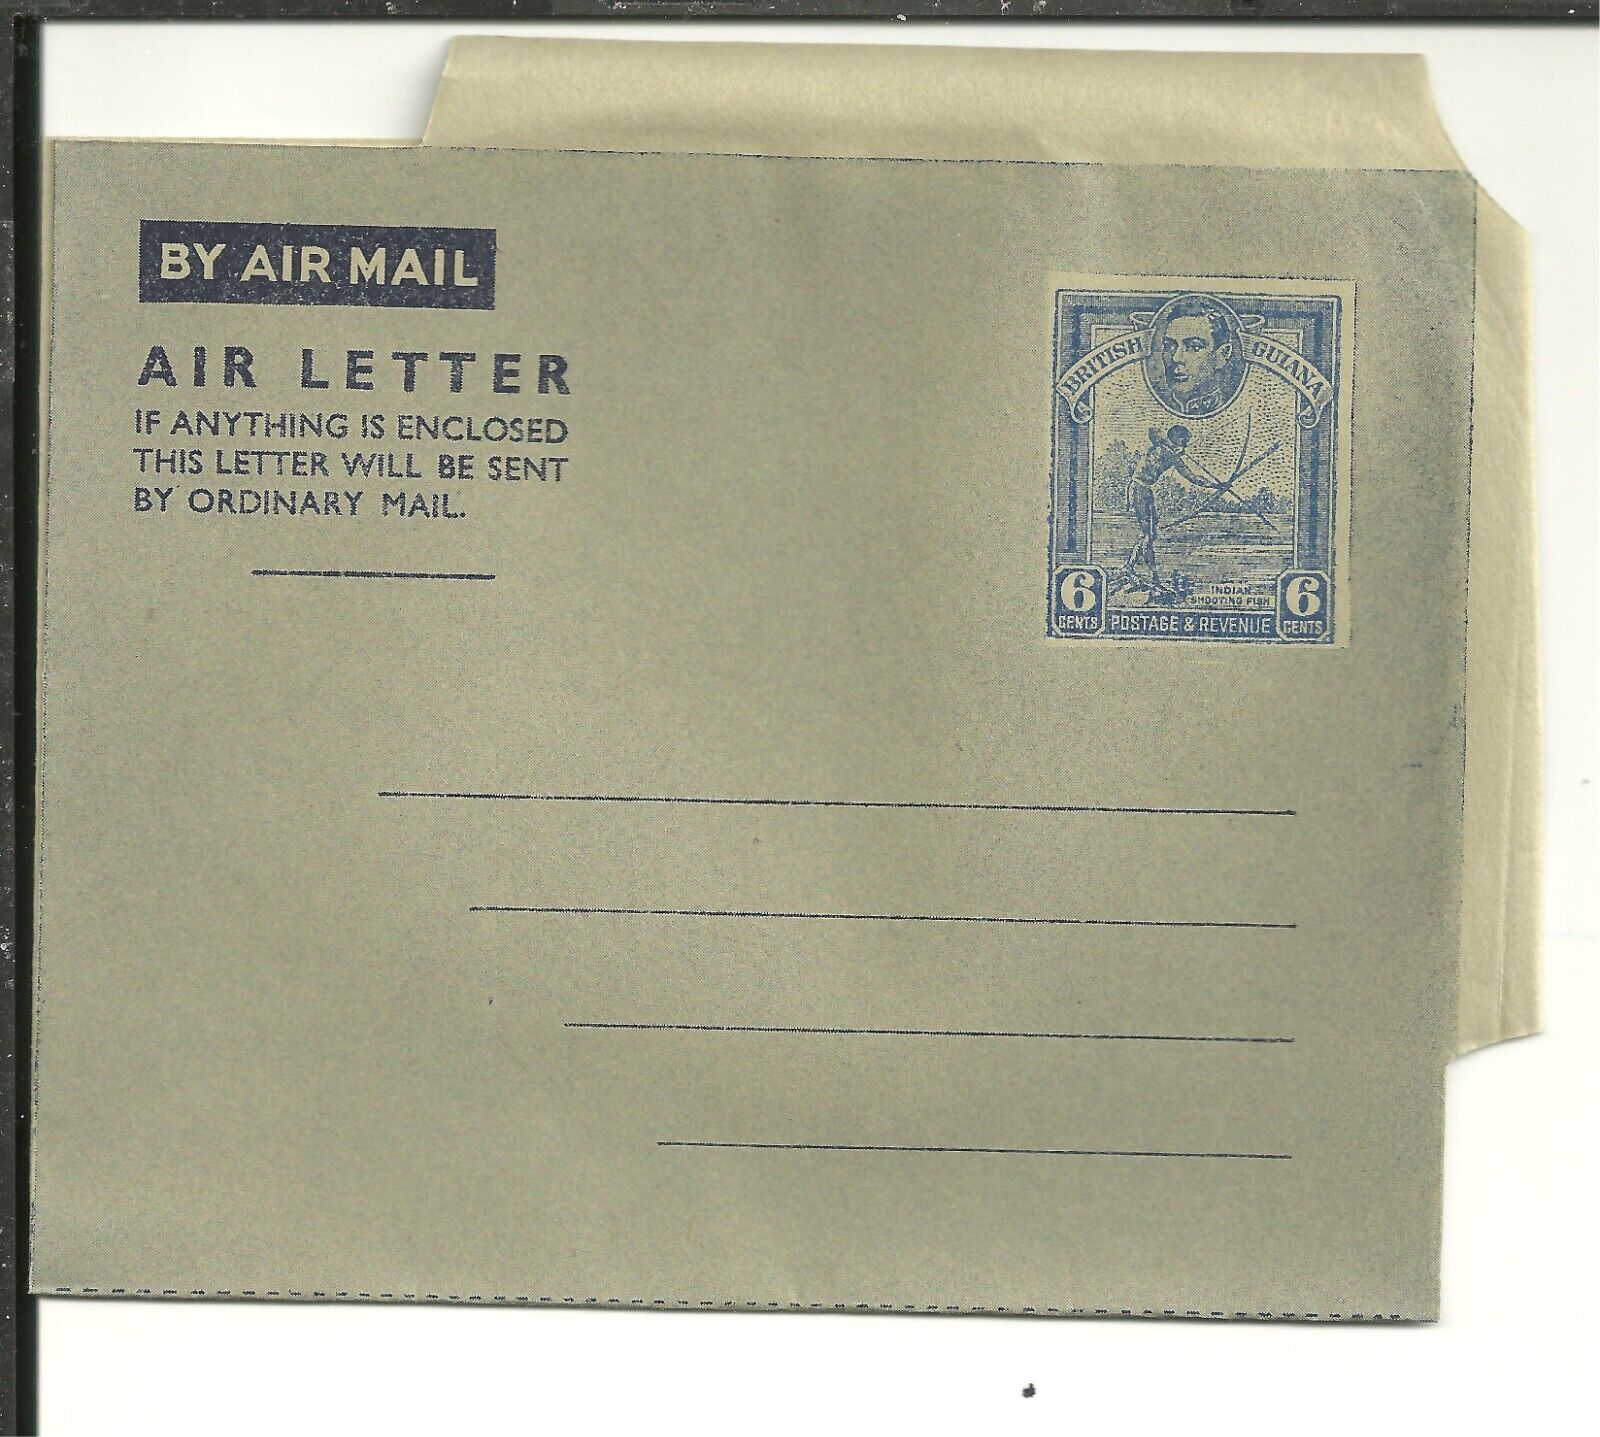 BY AIR MAIL
AIR LETTER
IF ANYTHING IS ENCLOSED
THIS LETTER WILL BE SENT
BY ORDINARY MAIL.
BRITISH GUIANA
INDIAN
SHOOTING FISH
6 6
CENTS POSTAGE & REVENUE CENTS